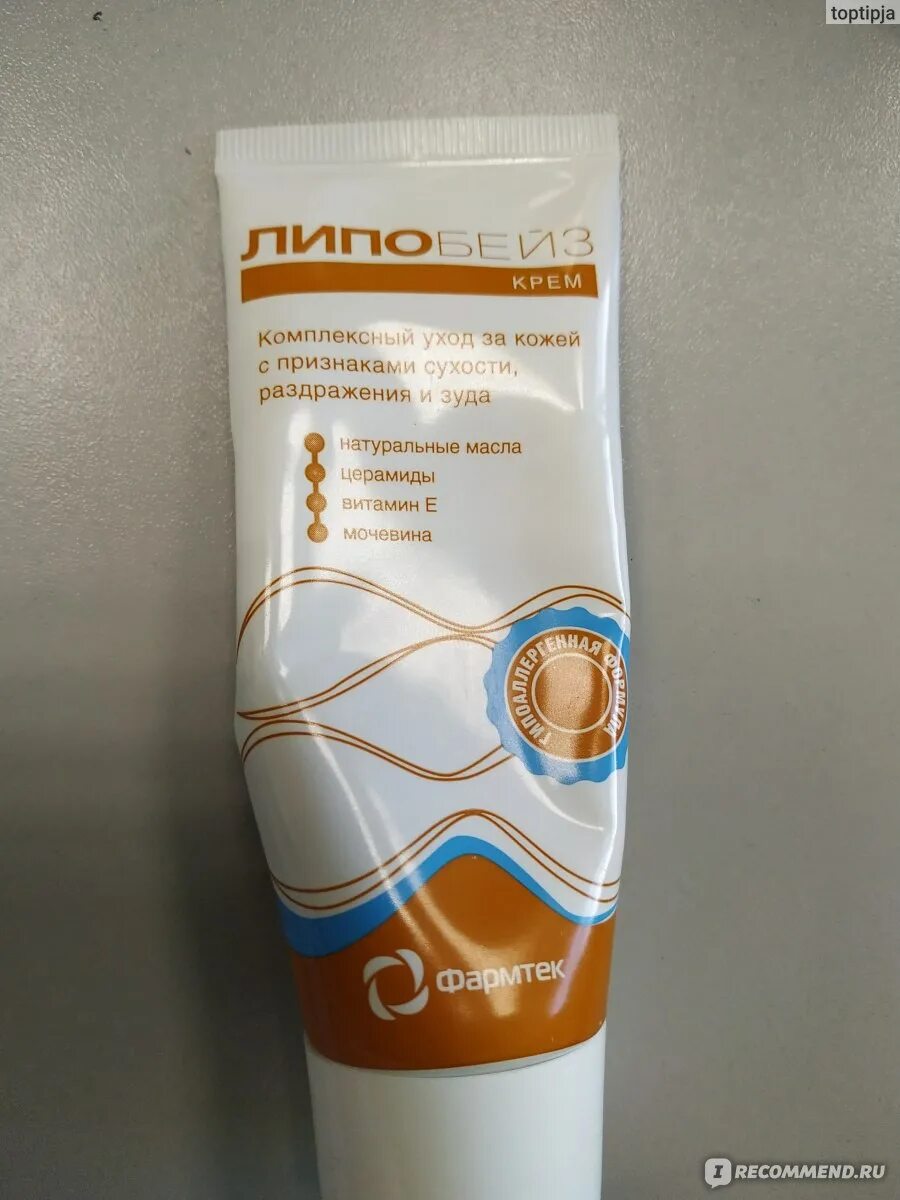 toptipja
ЛИПОБЕЙЗ
КРЕМ
Комплексный уход за кожей
с признаками сухости,
раздражения и зуда
натуральные масла
церамиды
витамин Е
мочевина
ГИПОАЛЛЕРГЕННАЯ ФОРМУЛА
Фармтек
IRECOMMEND.RU